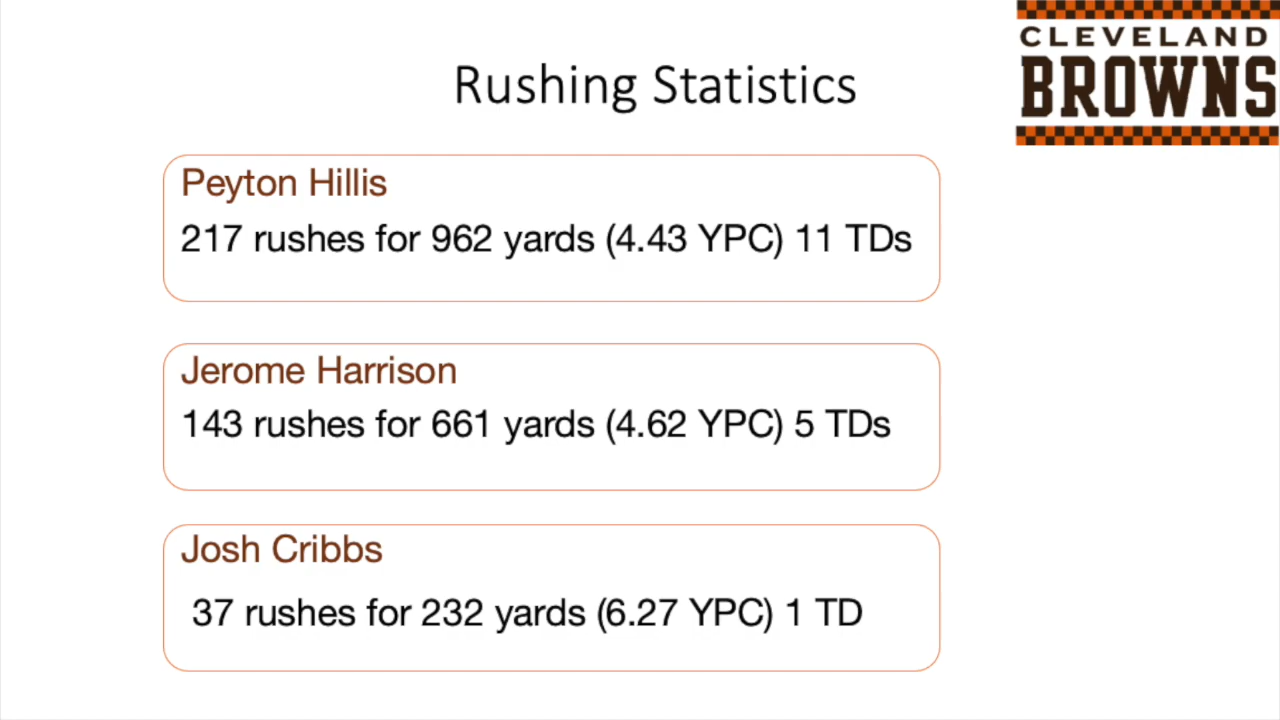 CLEVELAND
BROWNS
Rushing Statistics
Peyton Hillis
217 rushes for 962 yards (4.43 YPC) 11 TDs
Jerome Harrison
143 rushes for 661 yards (4.62 YPC) 5 TDs
Josh Cribbs
37 rushes for 232 yards (6.27 YPC) 1 TD